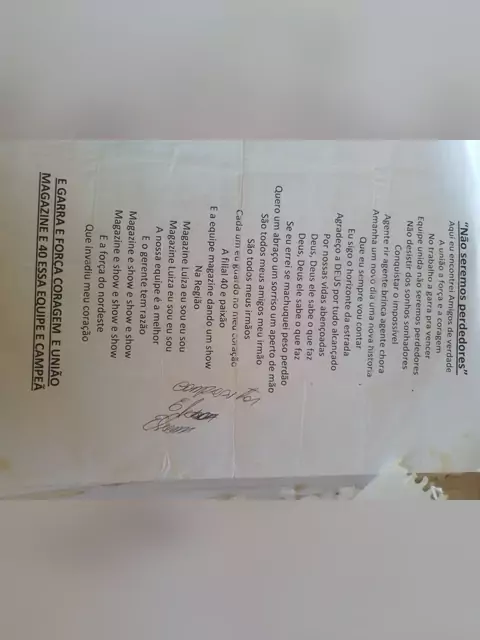 "Não seremos perdedores"
Aqui eu encontrei Amigos de verdade
A união a força e a coragem
No trabalho a garra pra vencer
Equipe unida não seremos perdedores
Não desistir dos sonhos sonhadores
Conquistar o impossível
Agente rir agente brinca agente chora
Amanha um novo dia uma nova historia
Que eu sempre vou contar
Eu sigo o horizonte da estrada
Agradeço a DEUS por tudo alcançado
Por nossas vidas abençoadas
Deus, Deus ele sabe o que faz
Deus, Deus ele sabe o que faz
Se eu errei se machuquei peso perdão
Quero um abraço um sorriso um aperto de mão
São todos meus amigos meu irmão
São todos meus irmãos
Cada um eu guardo no meu coração
A filial 40 e paixão
E a equipe magazine dando um show
Na Região
Magazine Luiza eu sou eu sou
Magazine Luiza eu sou eu sou
A nossa equipe é a melhor
E o gerente tem razão
Magazine e show e show e show
Magazine e show e show e show
E a força do nordeste
Que invadiu meu coração
E GARRA E FORÇA CORAGEM E UNIÃO
MAGAZINE E 40 ESSA EQUIPE E CAMPEÃ